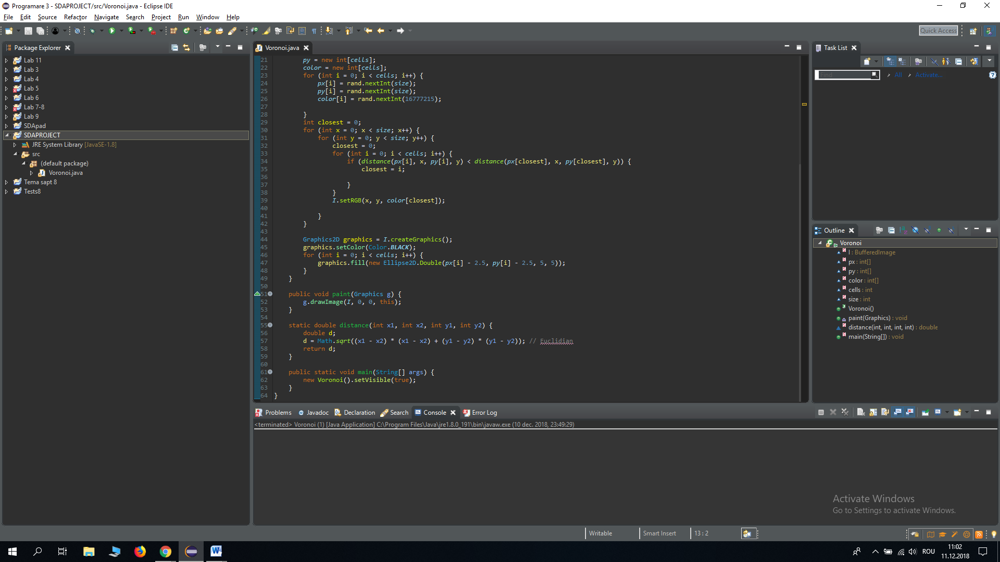 Programare 3 - SDAPROJECT/src/Voronoi.java - Eclipse IDE
File Edit Source Refactor Navigate Search Project Run Window Help
Quick Access
Package Explorer
Lab 11
Lab 3
Lab 4
Lab 5
Lab 6
Lab 7-8
Lab 9
SDApad
SDAPROJECT
JRE System Library [JavaSE-1.8]
src
(default package)
Voronoi.java
Tema sapt 8
Tests8
Voronoi.java
21 py = new int[cells];
22 color = new int[cells];
23 for (int i = 0; i < cells; i++) {
24 px[i] = rand.nextInt(size);
25 py[i] = rand.nextInt(size);
26 color[i] = rand.nextInt(16777215);
27
28 }
29 int closest = 0;
30 for (int x = 0; x < size; x++) {
31 for (int y = 0; y < size; y++) {
32 closest = 0;
33 for (int i = 0; i < cells; i++) {
34 if (distance(px[i], x, py[i], y) < distance(px[closest], x, py[closest], y)) {
35 closest = i;
36
37 }
38 }
39 I.setRGB(x, y, color[closest]);
40
41 }
42 }
43
44 Graphics2D graphics = I.createGraphics();
45 graphics.setColor(Color.BLACK);
46 for (int i = 0; i < cells; i++) {
47 graphics.fill(new Ellipse2D.Double(px[i] - 2.5, py[i] - 2.5, 5, 5));
48 }
49 }
50
51 public void paint(Graphics g) {
52 g.drawImage(I, 0, 0, this);
53 }
54
55 static double distance(int x1, int x2, int y1, int y2) {
56 double d;
57 d = Math.sqrt((x1 - x2) * (x1 - x2) + (y1 - y2) * (y1 - y2)); // Euclidian
58 return d;
59 }
60
61 public static void main(String[] args) {
62 new Voronoi().setVisible(true);
63 }
64 }
Task List
Find All Activate...
Outline
Voronoi
I : BufferedImage
px : int[]
py : int[]
color : int[]
cells : int
size : int
Voronoi()
paint(Graphics) : void
distance(int, int, int, int) : double
main(String[]) : void
Problems @ Javadoc Declaration Search Console Error Log
<terminated> Voronoi (1) [Java Application] C:\Program Files\Java\jre1.8.0_191\bin\javaw.exe (10 dec. 2018, 23:49:29)
Activate Windows
Go to Settings to activate Windows.
Writable Smart Insert 13 : 2
ROU
11:02
11.12.2018